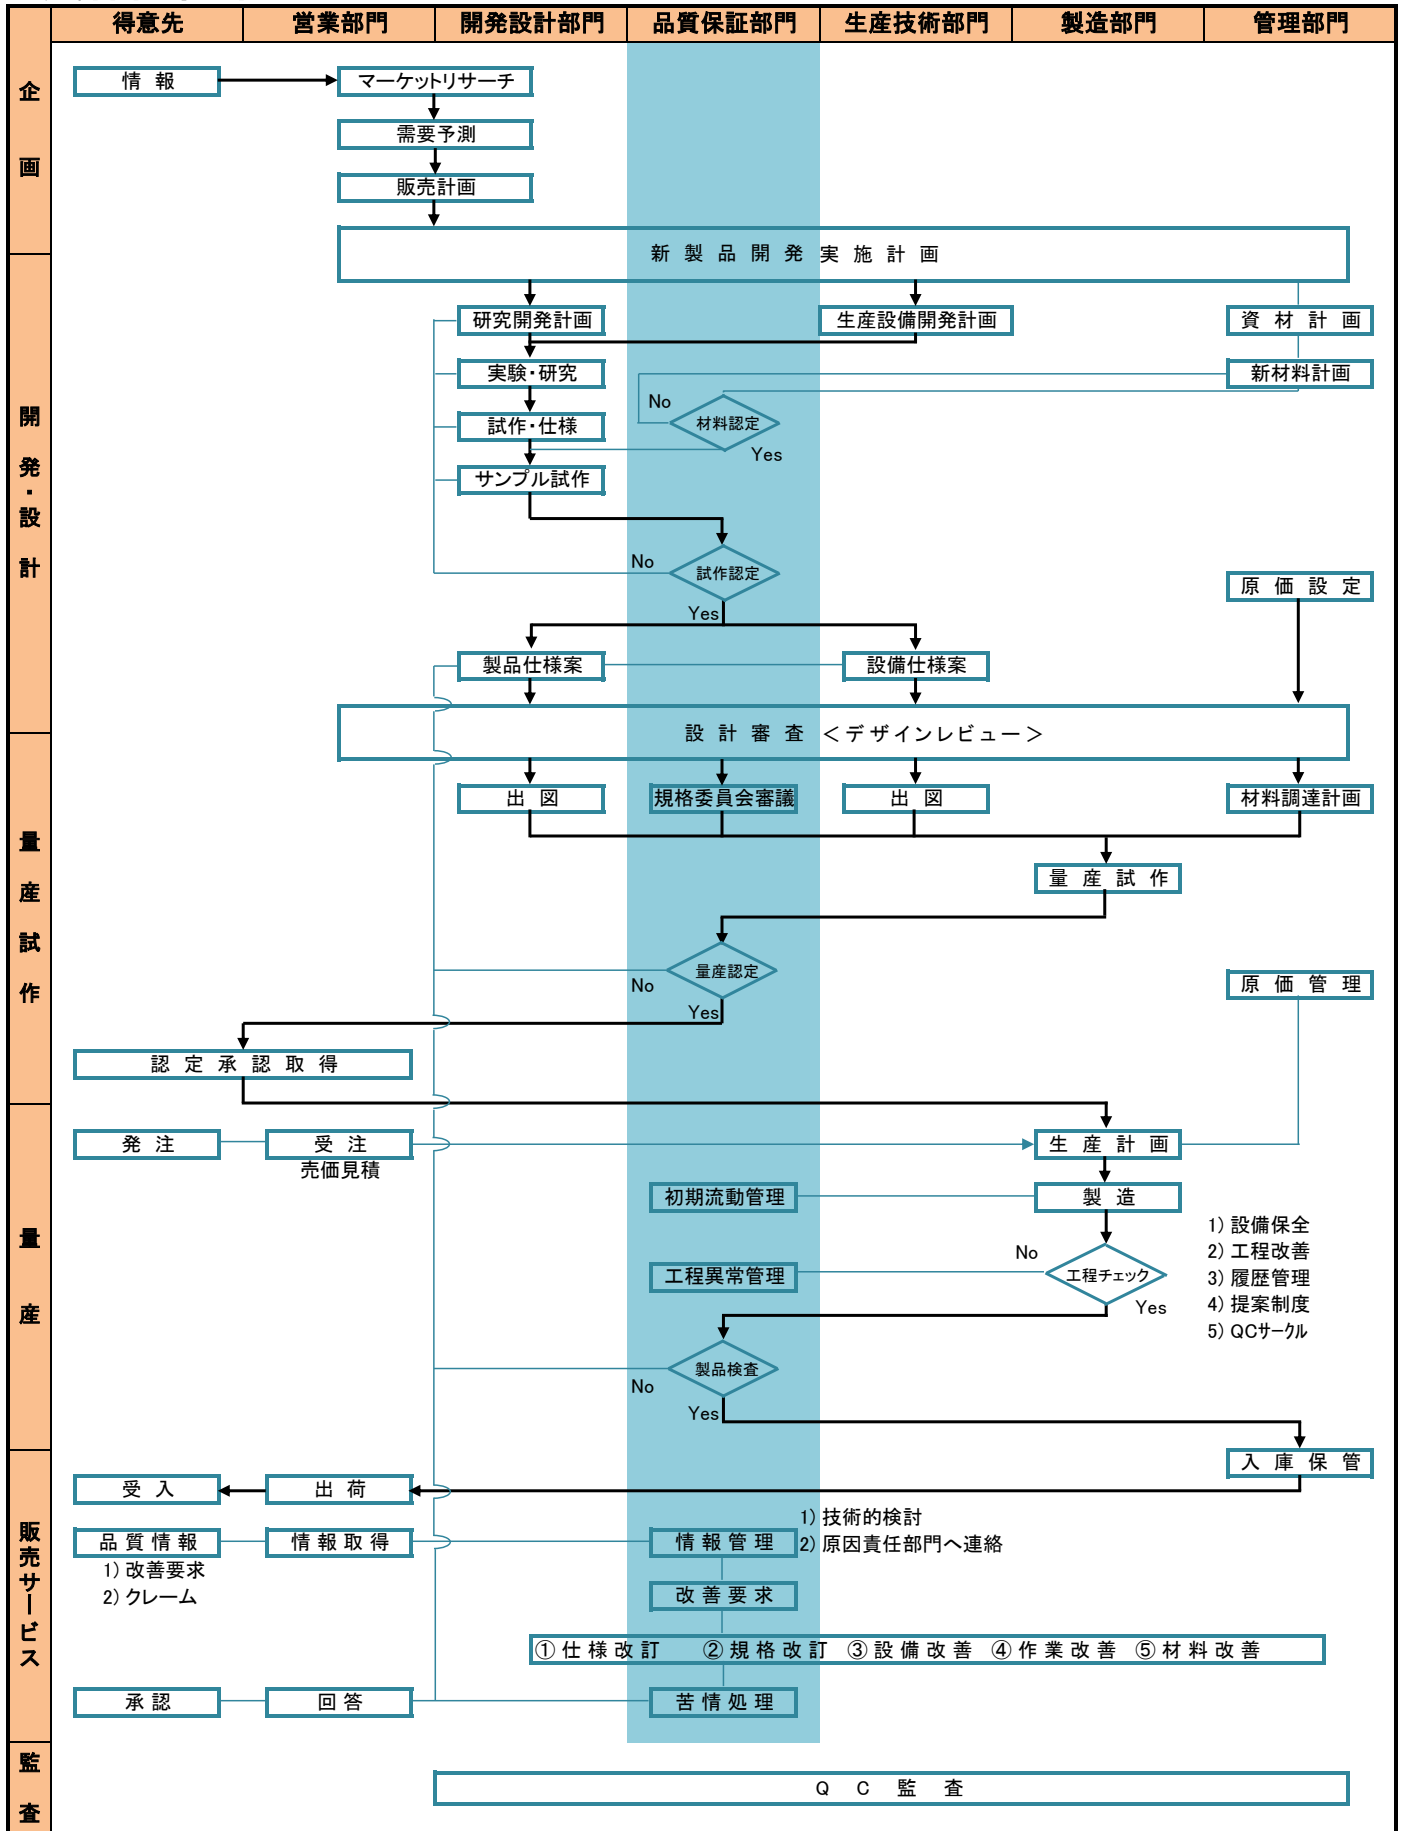 得意先 営業部門 開発設計部門 品質保証部門 生産技術部門 製造部門 管理部門
企画
情 報
マーケットリサーチ
需要予測
販売計画
新 製 品 開 発 実 施 計 画
開発・設計
研究開発計画
生産設備開発計画
資 材 計 画
実験・研究
新材料計画
No
材料認定
試作・仕様
Yes
サンプル試作
No
試作認定
原 価 設 定
Yes
製品仕様案
設備仕様案
設 計 審 査 <デザインレビュー>
量産試作
出 図
規格委員会審議
出 図
材料調達計画
量 産 試 作
量産認定
No
原 価 管 理
Yes
認 定 承 認 取 得
量産
発 注
受 注
売価見積
生 産 計 画
初期流動管理
製 造
1) 設備保全
2) 工程改善
3) 履歴管理
4) 提案制度
5) QCサークル
工程異常管理
No
工程チェック
Yes
製品検査
No
Yes
入 庫 保 管
販売サービス
受 入
出 荷
品 質 情 報
1) 改善要求
2) クレーム
情 報 取 得
情 報 管 理
1) 技術的検討
2) 原因責任部門へ連絡
改 善 要 求
① 仕 様 改 訂 ② 規 格 改 訂 ③ 設 備 改 善 ④ 作 業 改 善 ⑤ 材 料 改 善
承 認
回 答
苦 情 処 理
監査
Q C 監 査